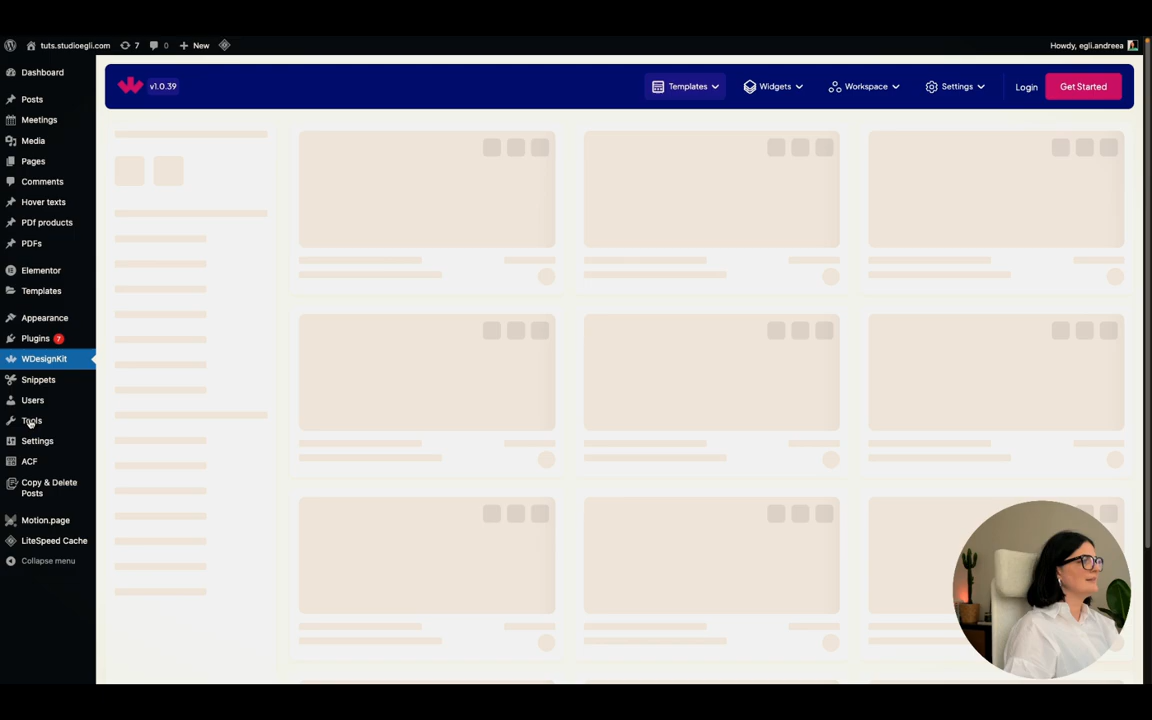 tuts.studioegli.com 7 0 New Howdy, egli.andreea
v1.0.39 Templates Widgets Workspace Settings Login Get Started
Dashboard
Posts
Meetings
Media
Pages
Comments
Hover texts
PDf products
PDFs
Elementor
Templates
Appearance
Plugins 7
WDesignKit
Snippets
Users
Tools
Settings
ACF
Copy & Delete
Posts
Motion.page
LiteSpeed Cache
Collapse menu